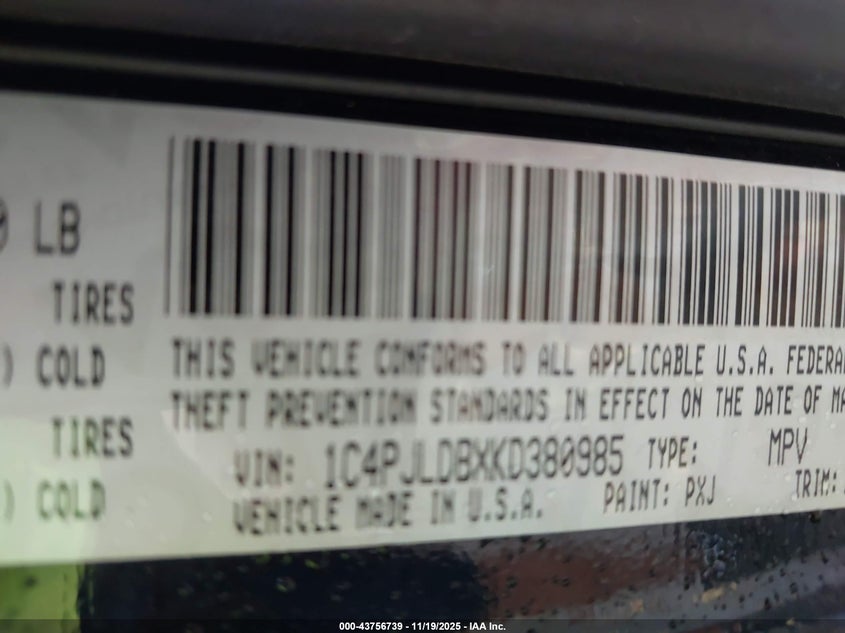 LB
TIRES
) COLD
TIRES
) COLD
THIS VEHICLE CONFORMS TO ALL APPLICABLE U.S.A. FEDERA
THEFT PREVENTION STANDARDS IN EFFECT ON THE DATE OF MA
VIN: 1C4PJLDBXKD380985 TYPE: MPV
VEHICLE MADE IN U.S.A. PAINT: PXJ TRIM:
000-43756739 - 11/19/2025 - IAA Inc.